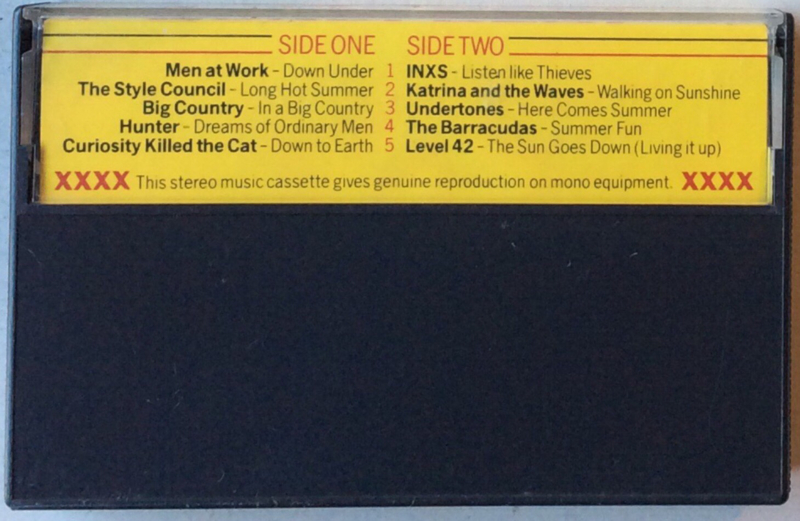 SIDE ONE SIDE TWO
Men at Work - Down Under 1 INXS - Listen like Thieves
The Style Council - Long Hot Summer 2 Katrina and the Waves - Walking on Sunshine
Big Country - In a Big Country 3 Undertones - Here Comes Summer
Hunter - Dreams of Ordinary Men 4 The Barracudas - Summer Fun
Curiosity Killed the Cat - Down to Earth 5 Level 42 - The Sun Goes Down (Living it up)
XXXX This stereo music cassette gives genuine reproduction on mono equipment. XXXX